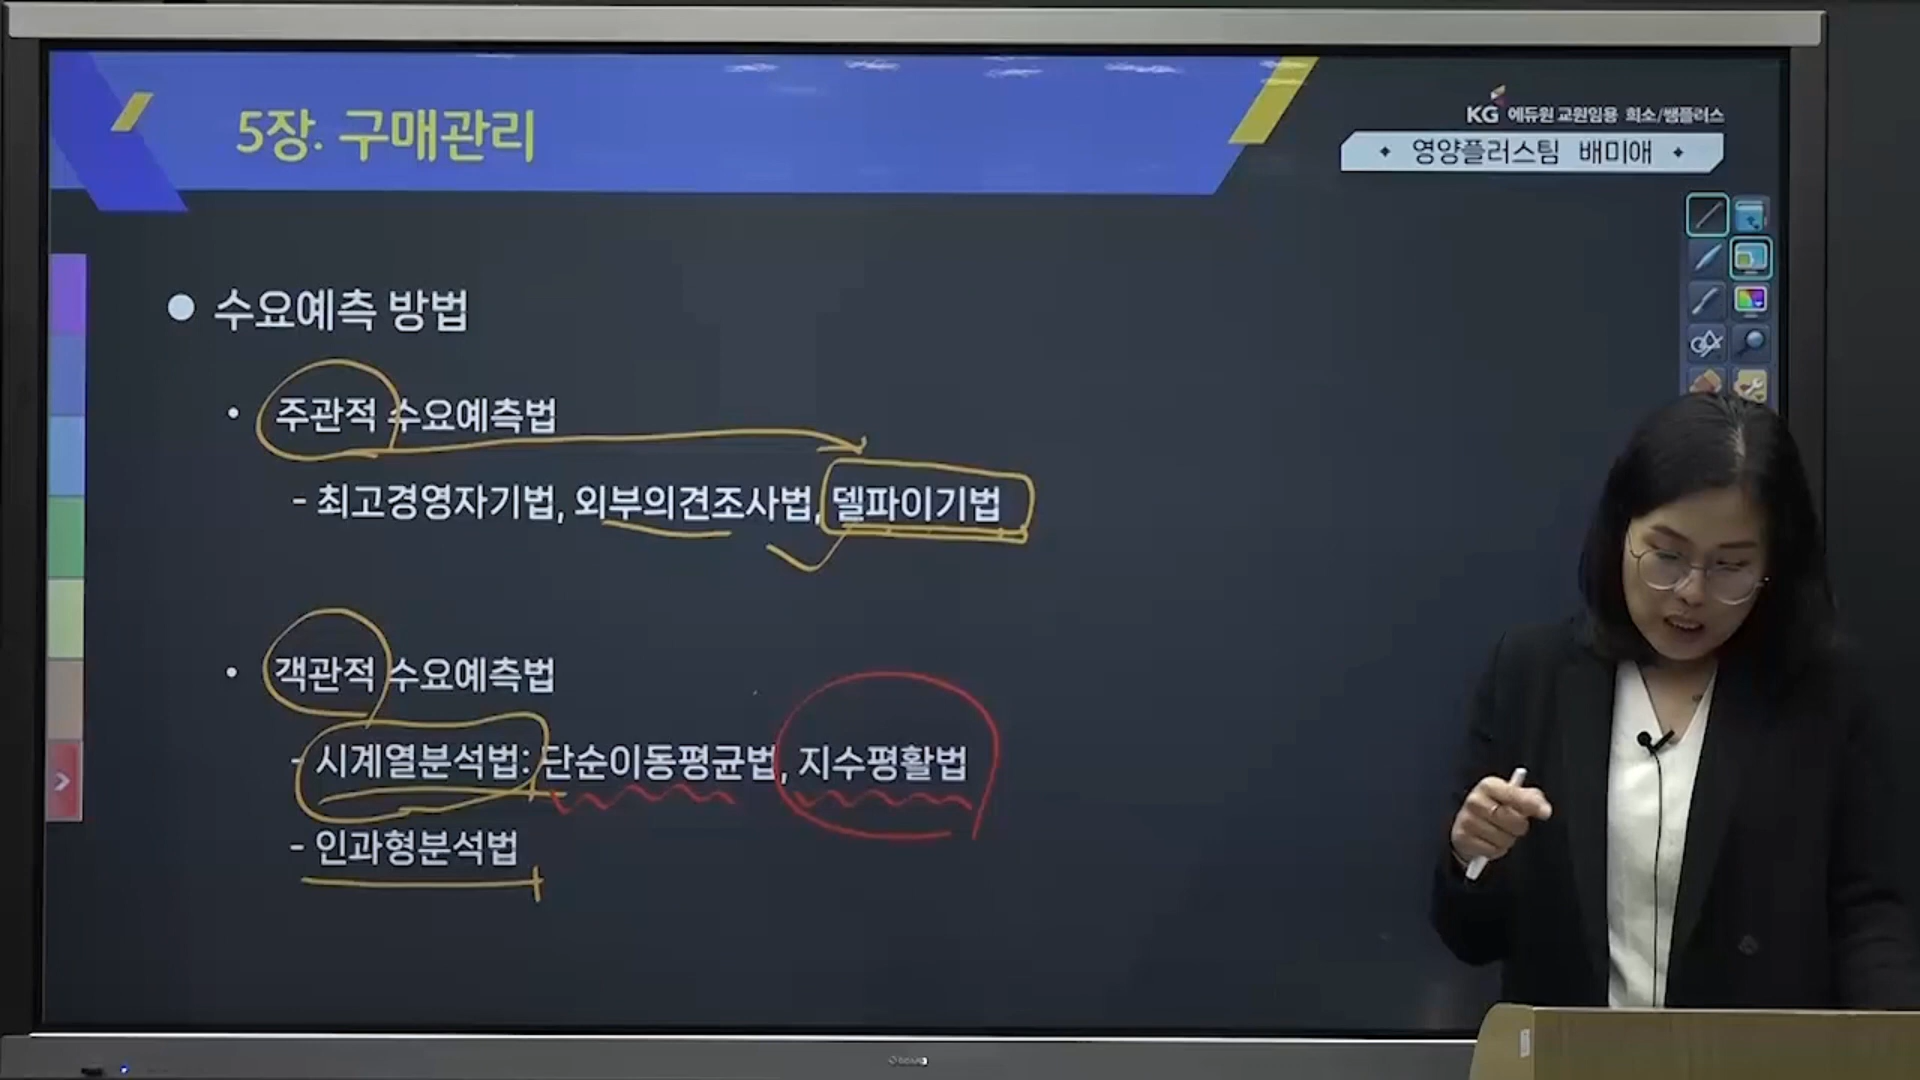 5장. 구매관리
KG 에듀원 교원임용 희소/쌤플러스
영양플러스팀 배미애
● 수요예측 방법
• 주관적 수요예측법
- 최고경영자기법, 외부의견조사법, 델파이기법
• 객관적 수요예측법
- 시계열분석법: 단순이동평균법, 지수평활법
- 인과형분석법